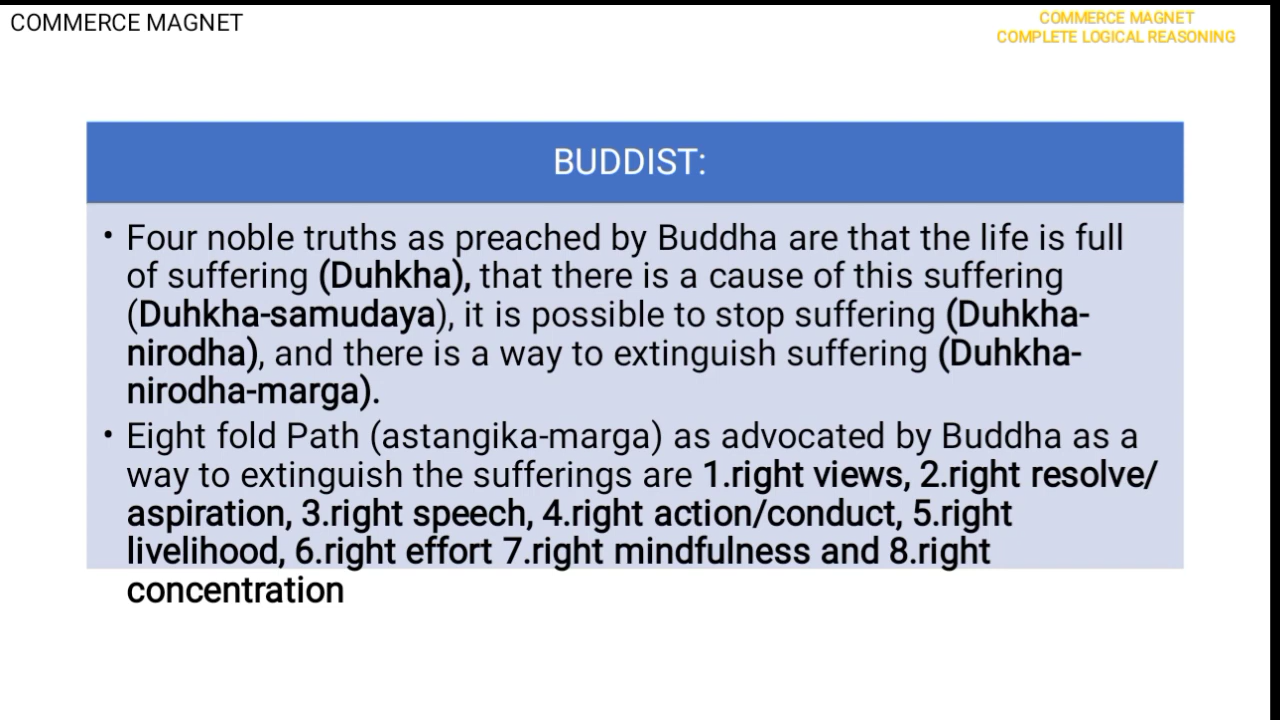 COMMERCE MAGNET
COMMERCE MAGNET
COMPLETE LOGICAL REASONING
BUDDIST:
• Four noble truths as preached by Buddha are that the life is full
of suffering (Duhkha), that there is a cause of this suffering
(Duhkha-samudaya), it is possible to stop suffering (Duhkha-
nirodha), and there is a way to extinguish suffering (Duhkha-
nirodha-marga).
• Eight fold Path (astangika-marga) as advocated by Buddha as a
way to extinguish the sufferings are 1.right views, 2.right resolve/
aspiration, 3.right speech, 4.right action/conduct, 5.right
livelihood, 6.right effort 7.right mindfulness and 8.right
concentration